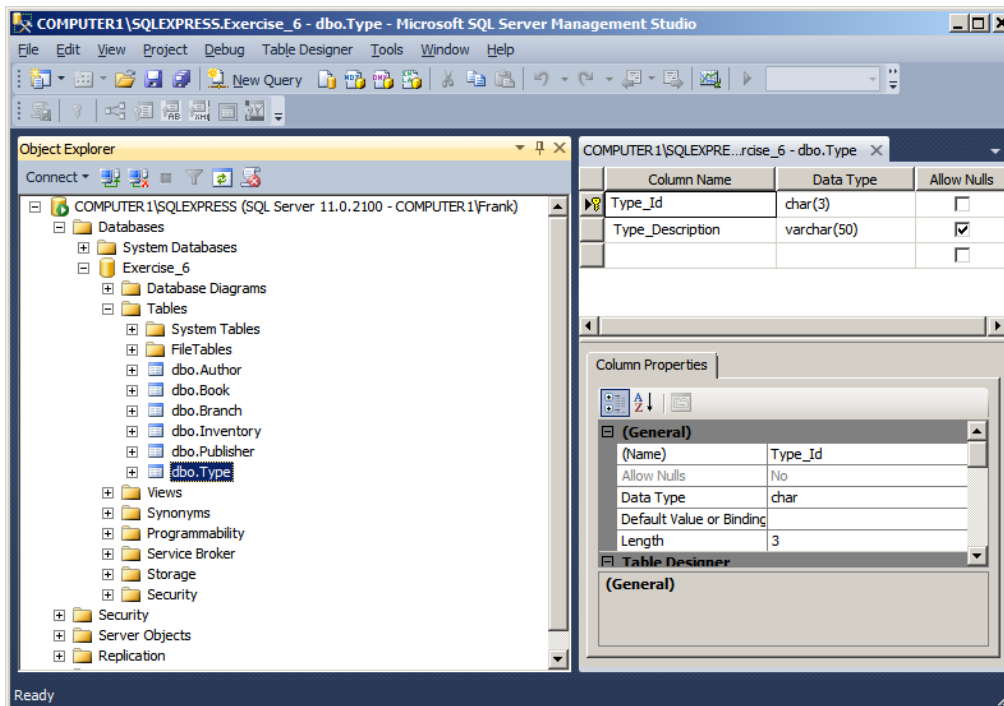 COMPUTER1\SQLEXPRESS.Exercise_6 - dbo.Type - Microsoft SQL Server Management Studio
File Edit View Project Debug Table Designer Tools Window Help
New Query
Object Explorer
Connect
COMPUTER1\SQLEXPRESS (SQL Server 11.0.2100 - COMPUTER1\Frank)
Databases
System Databases
Exercise_6
Database Diagrams
Tables
System Tables
FileTables
dbo.Author
dbo.Book
dbo.Branch
dbo.Inventory
dbo.Publisher
dbo.Type
Views
Synonyms
Programmability
Service Broker
Storage
Security
Security
Server Objects
Replication
COMPUTER1\SQLEXPRE...rcise_6 - dbo.Type
Column Name Data Type Allow Nulls
Type_Id char(3)
Type_Description varchar(50)
Column Properties
(General)
(Name) Type_Id
Allow Nulls No
Data Type char
Default Value or Binding
Length 3
Table Designer
(General)
Ready